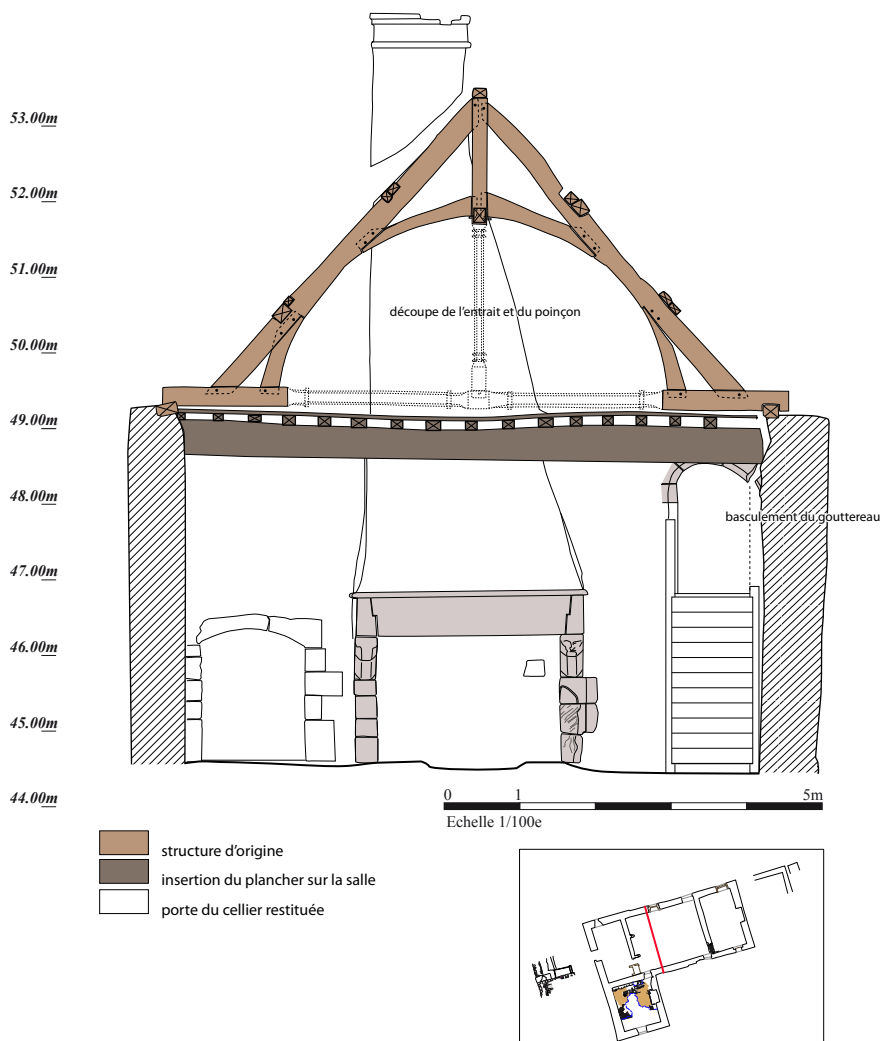 53.00m
52.00m
51.00m
découpe de l'entrait et du poinçon
50.00m
49.00m
48.00m
basculement du gouttereau
47.00m
46.00m
45.00m
44.00m
0 1 5m
Echelle 1/100e
structure d'origine
insertion du plancher sur la salle
porte du cellier restituée